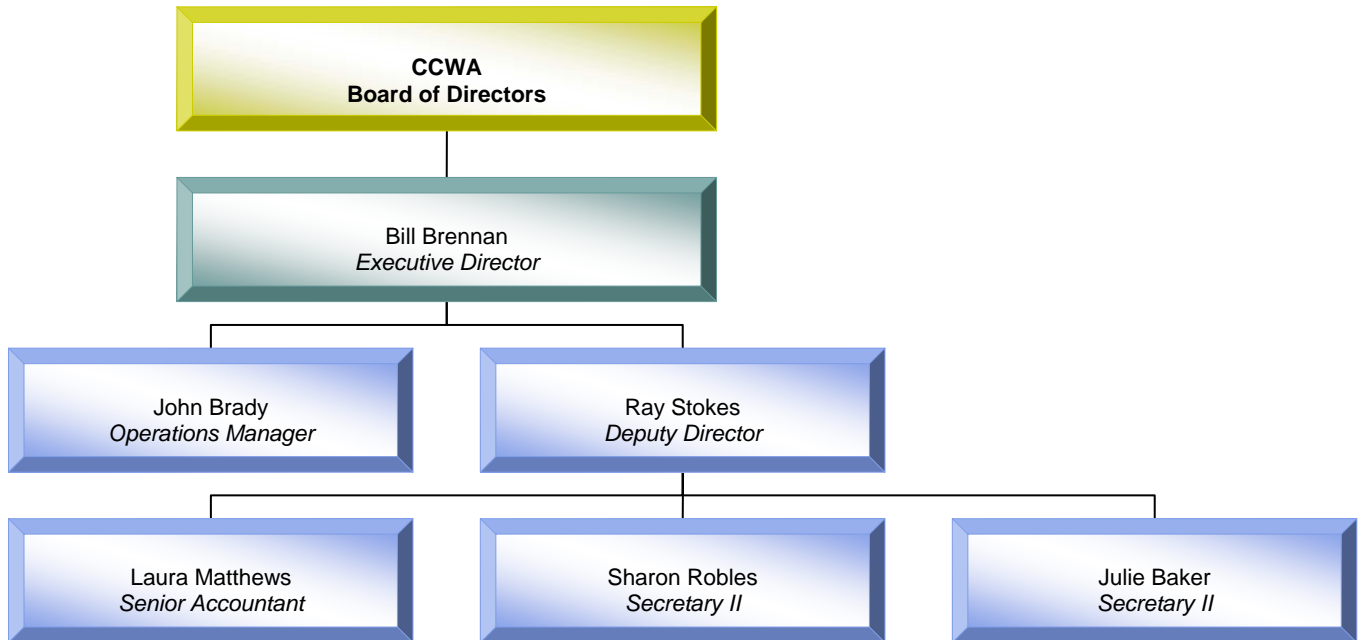 CCWA
Board of Directors
Bill Brennan
Executive Director
John Brady
Operations Manager
Ray Stokes
Deputy Director
Laura Matthews
Senior Accountant
Sharon Robles
Secretary II
Julie Baker
Secretary II